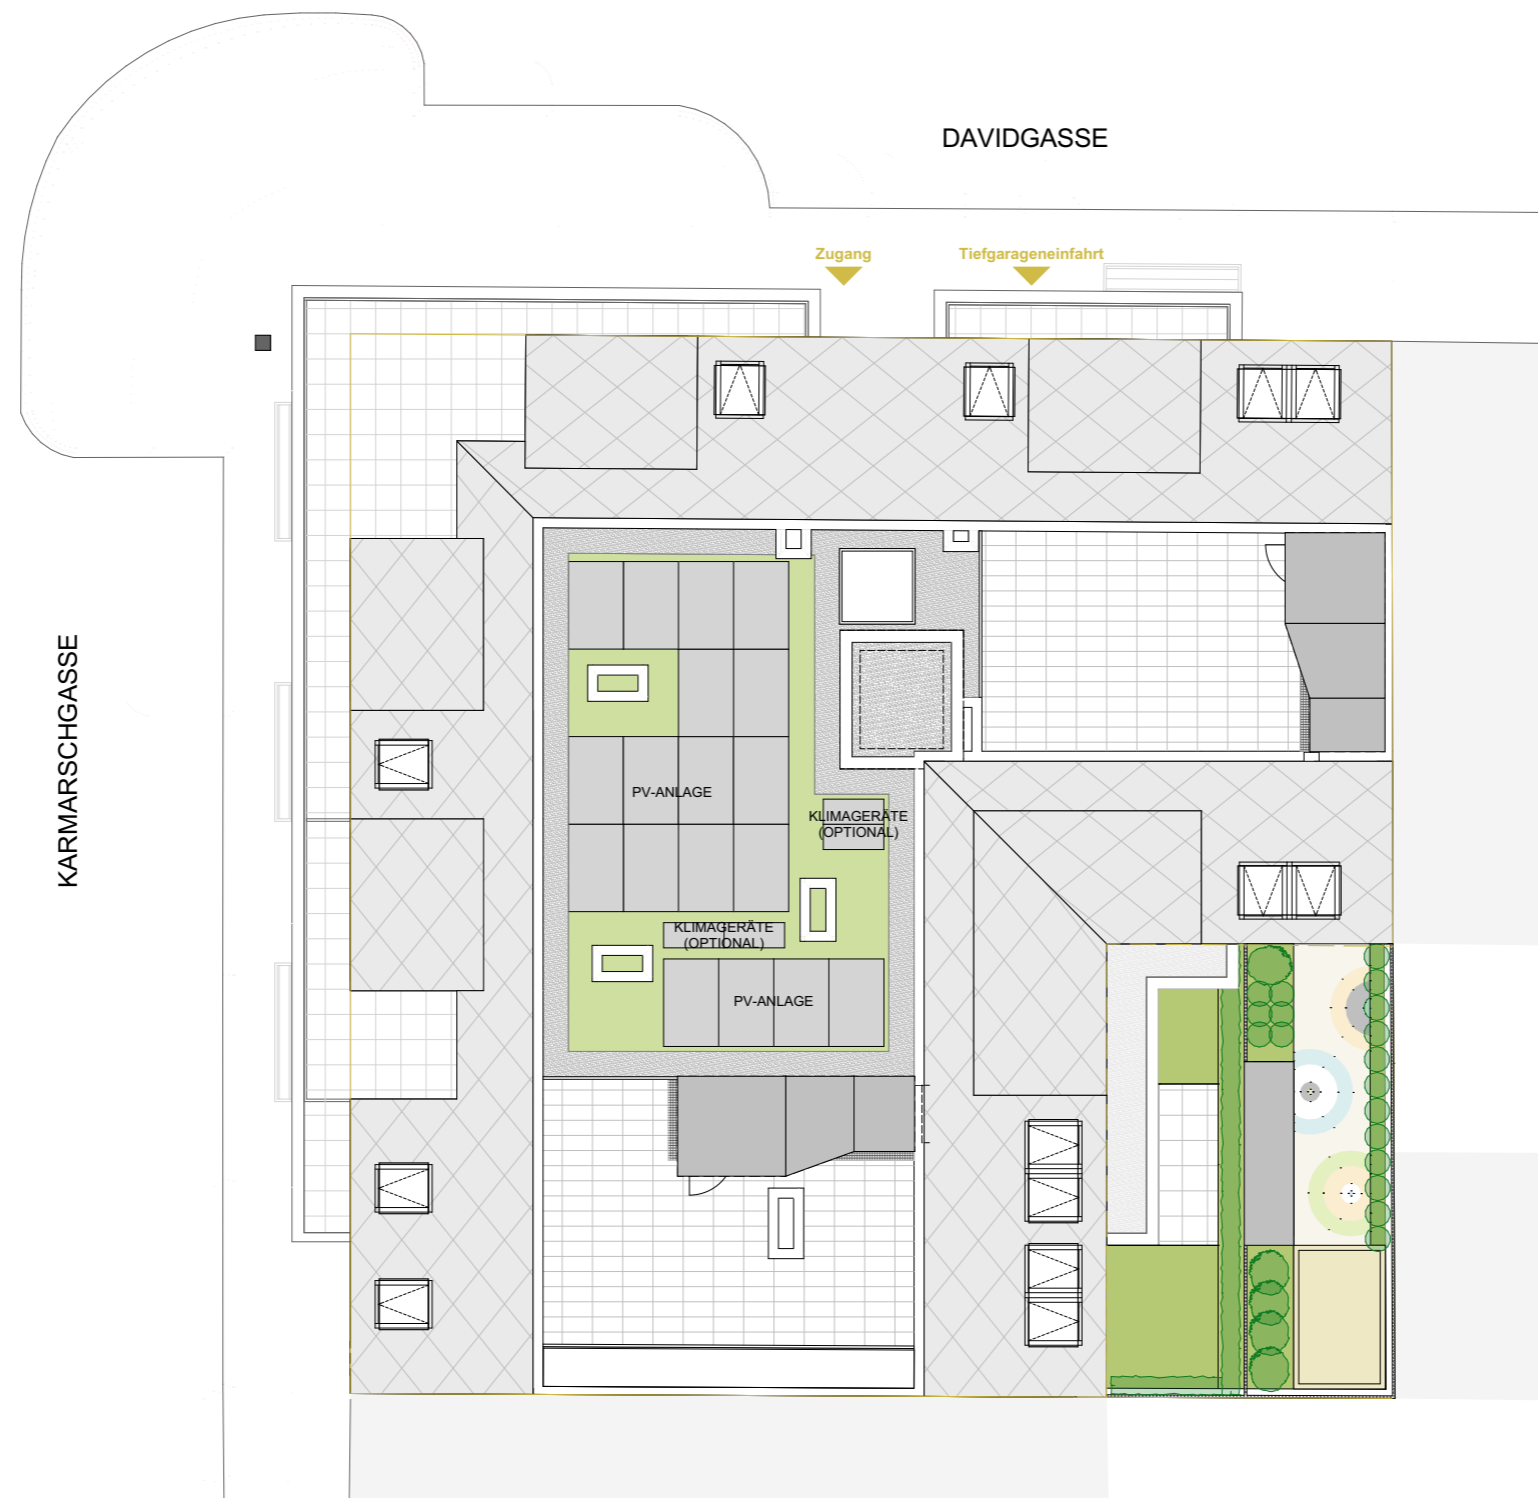 DAVIDGASSE
Zugang
Tiefgarageneinfahrt
KARMARSCHGASSE
PV-ANLAGE
KLIMAGERÄTE
(OPTIONAL)
KLIMAGERÄTE
(OPTIONAL)
PV-ANLAGE